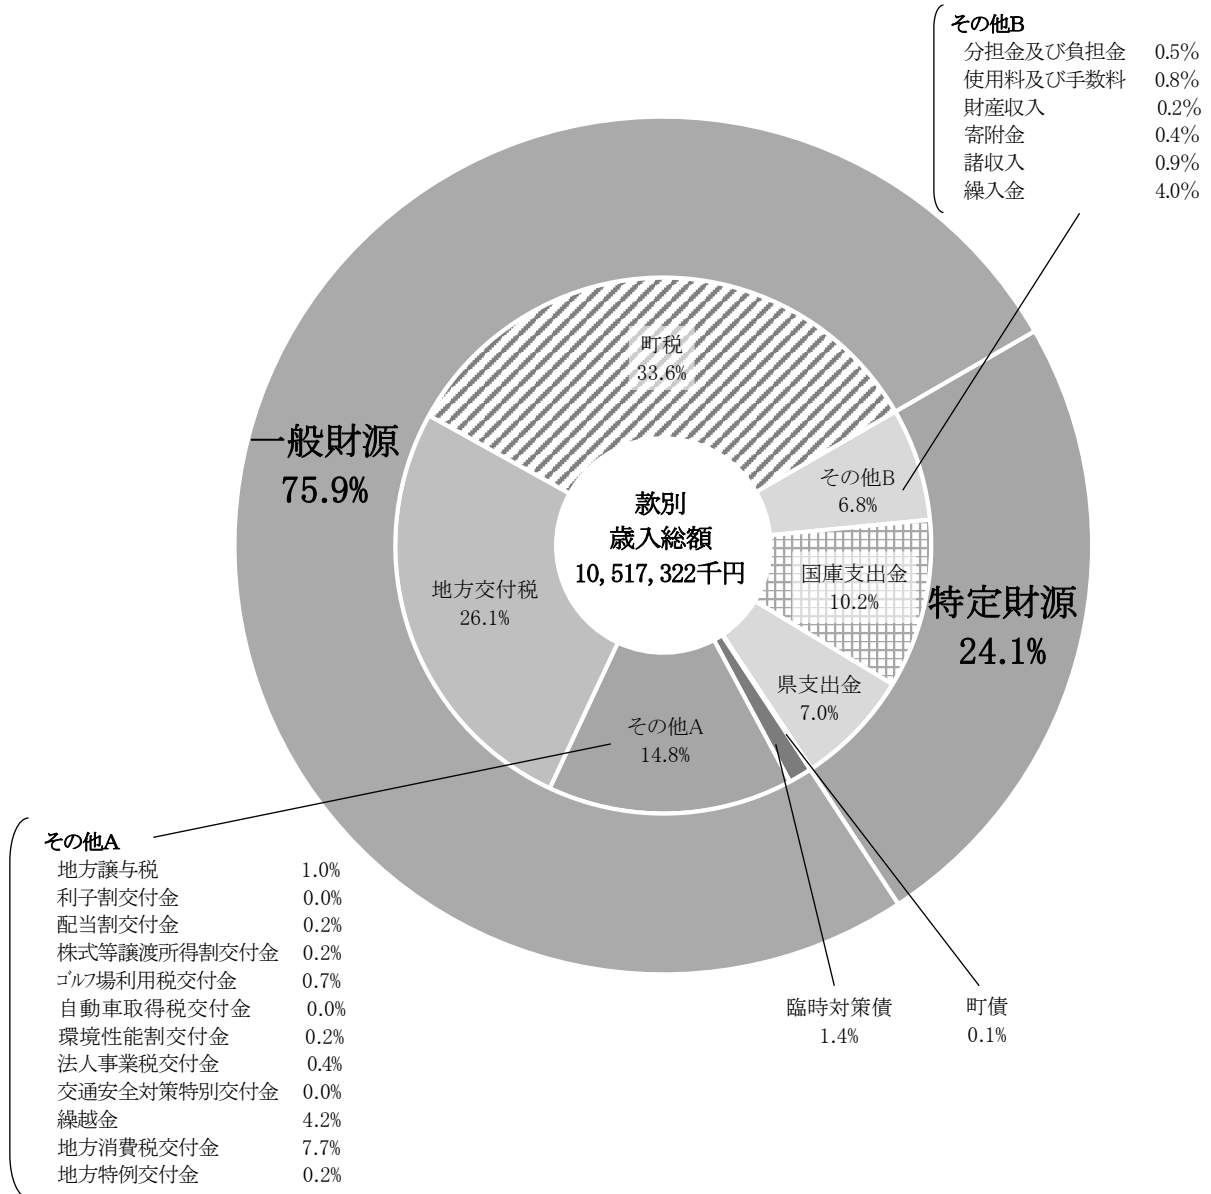 その他B
分担金及び負担金 0.5%
使用料及び手数料 0.8%
財産収入 0.2%
寄附金 0.4%
諸収入 0.9%
繰入金 4.0%
町税
33.6%
一般財源
75.9%
その他B
6.8%
款別
歳入総額
10,517,322千円
国庫支出金
10.2%
地方交付税
26.1%
特定財源
24.1%
県支出金
7.0%
その他A
14.8%
その他A
地方譲与税 1.0%
利子割交付金 0.0%
配当割交付金 0.2%
株式等譲渡所得割交付金 0.2%
ｺﾞﾙﾌ場利用税交付金 0.7%
自動車取得税交付金 0.0%
環境性能割交付金 0.2%
法人事業税交付金 0.4%
交通安全対策特別交付金 0.0%
繰越金 4.2%
地方消費税交付金 7.7%
地方特例交付金 0.2%
臨時対策債
1.4%
町債
0.1%